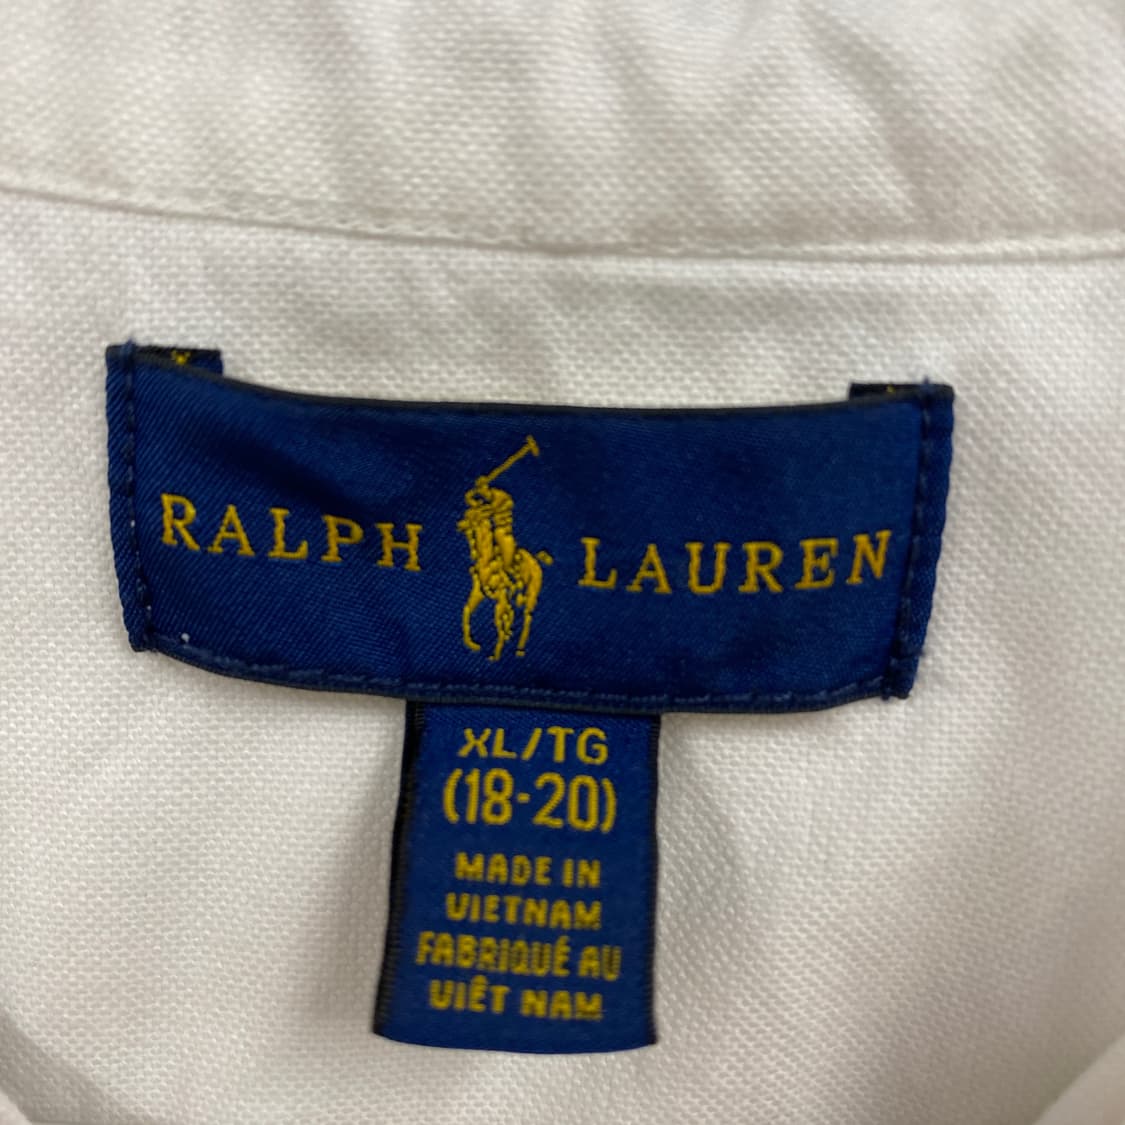 RALPH LAUREN
XL/TG
(18-20)
MADE IN
VIETNAM
FABRIQUÉ AU
VIÊT NAM